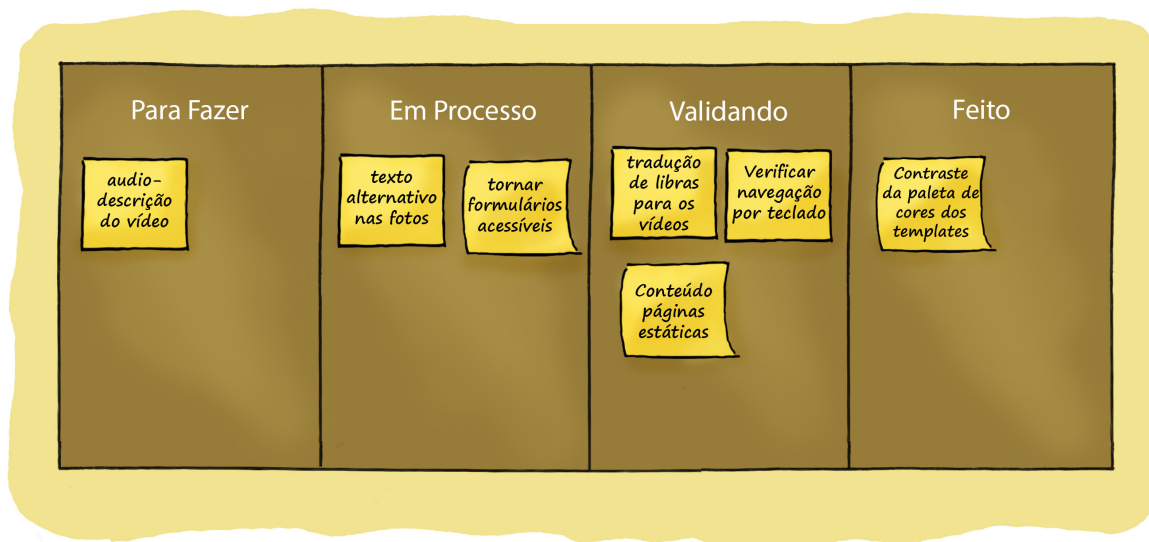 Para Fazer
audio-
descrição
do vídeo
Em Processo
texto
alternativo
nas fotos
tornar
formulários
acessíveis
Validando
tradução
de libras
para os
vídeos
Verificar
navegação
por teclado
Conteúdo
páginas
estáticas
Feito
Contraste
da paleta de
cores dos
templates